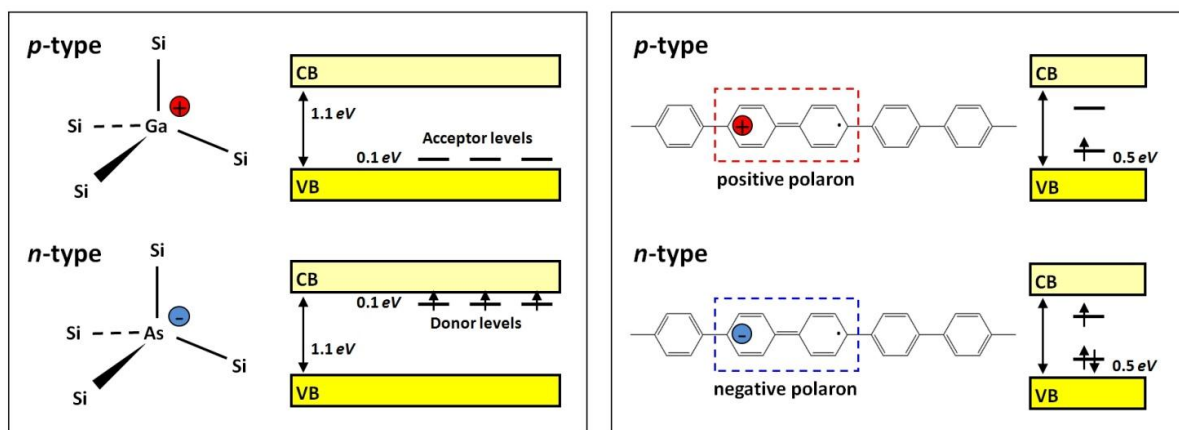 p-type
Si
Ga
+
Si
Si
Si
CB
1.1 eV
Acceptor levels
0.1 eV
VB
n-type
Si
As
-
Si
Si
Si
CB
0.1 eV
Donor levels
1.1 eV
VB
p-type
+
positive polaron
CB
0.5 eV
VB
n-type
-
negative polaron
CB
0.5 eV
VB